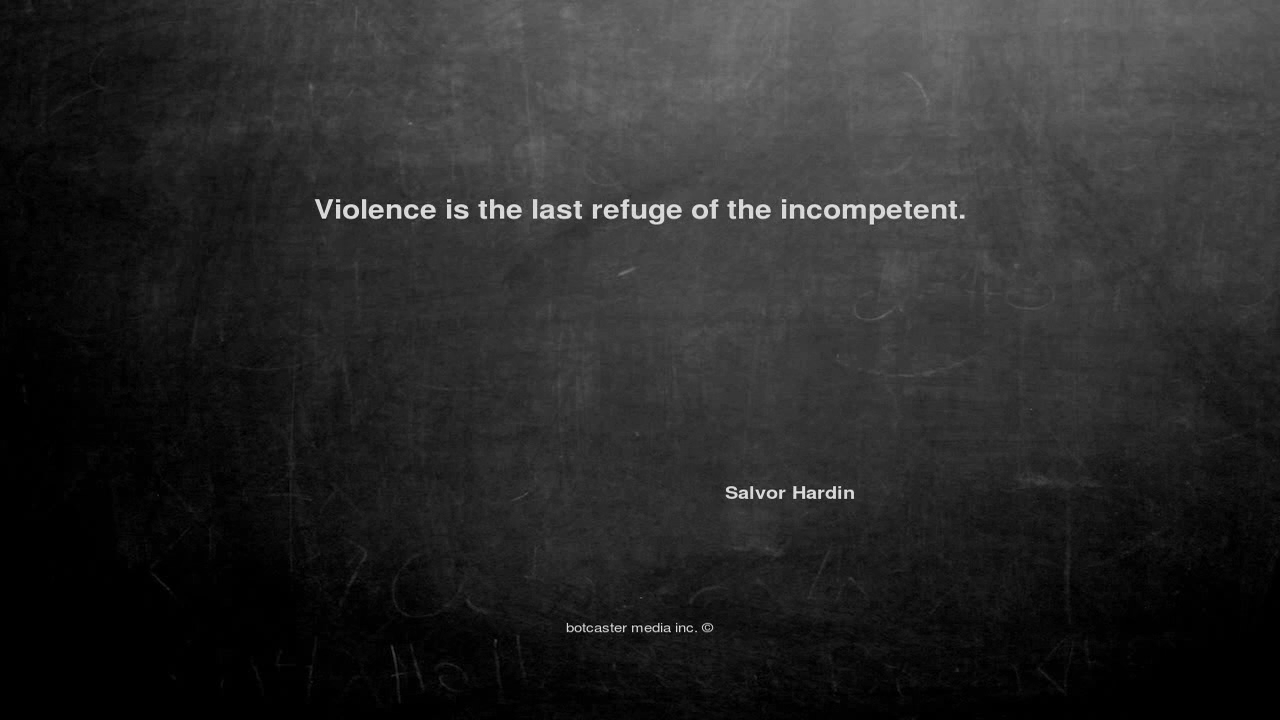 Violence is the last refuge of the incompetent.
Salvor Hardin
botcaster media inc. ©